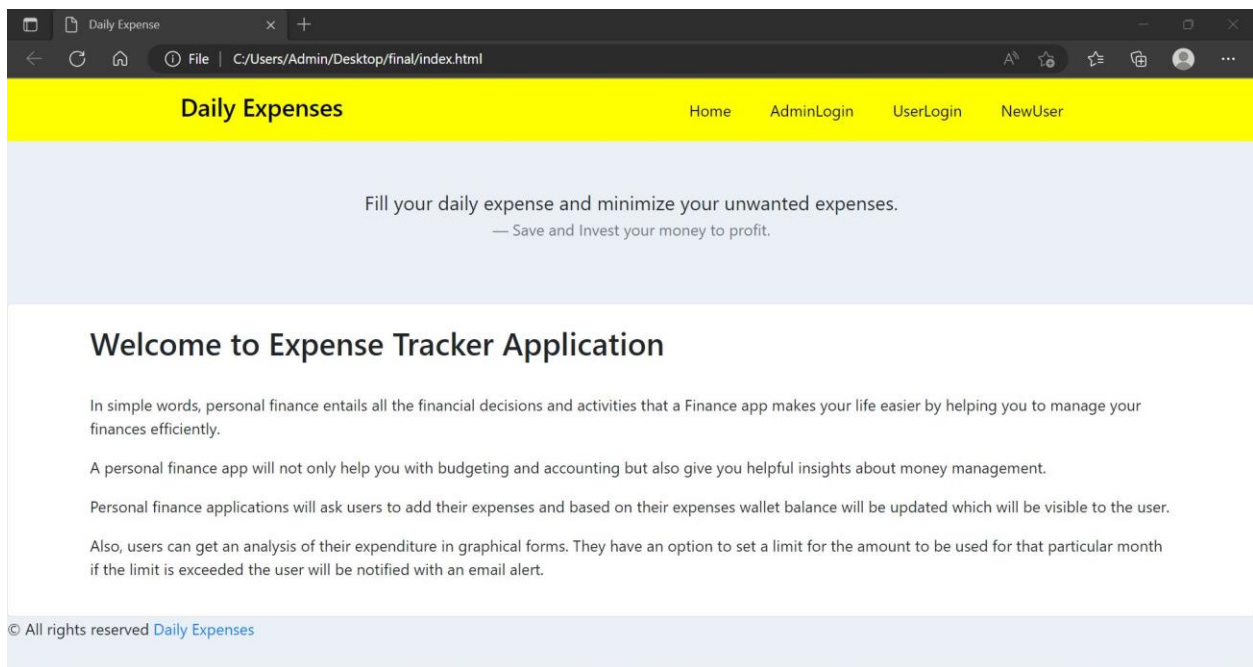 Daily Expense
File | C:/Users/Admin/Desktop/final/index.html
Daily Expenses
Home AdminLogin UserLogin NewUser
Fill your daily expense and minimize your unwanted expenses.
— Save and Invest your money to profit.
Welcome to Expense Tracker Application
In simple words, personal finance entails all the financial decisions and activities that a Finance app makes your life easier by helping you to manage your
finances efficiently.
A personal finance app will not only help you with budgeting and accounting but also give you helpful insights about money management.
Personal finance applications will ask users to add their expenses and based on their expenses wallet balance will be updated which will be visible to the user.
Also, users can get an analysis of their expenditure in graphical forms. They have an option to set a limit for the amount to be used for that particular month
if the limit is exceeded the user will be notified with an email alert.
© All rights reserved Daily Expenses